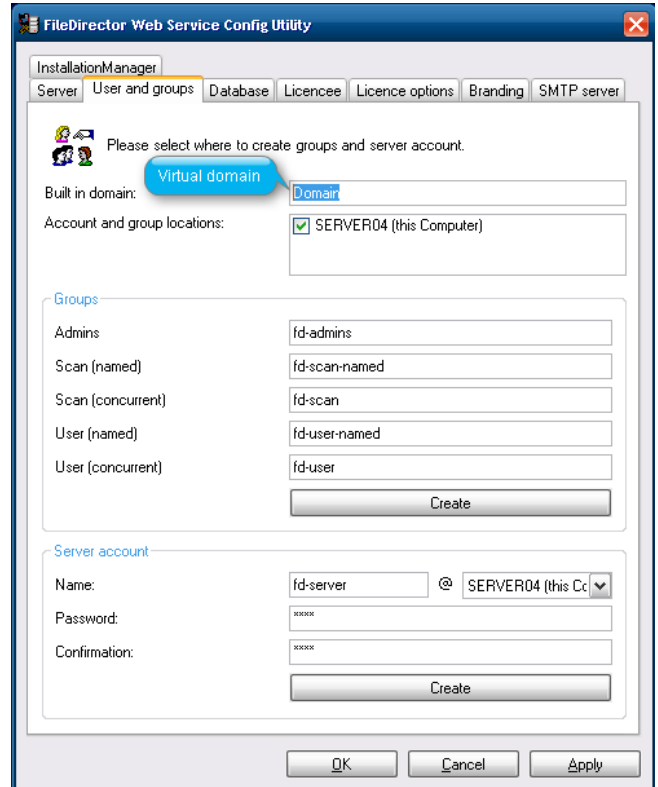 FileDirector Web Service Config Utility
InstallationManager
Server User and groups Database Licencee Licence options Branding SMTP server
Please select where to create groups and server account.
Virtual domain
Built in domain: Domain
Account and group locations: SERVER04 (this Computer)
Groups
Admins fd-admins
Scan (named) fd-scan-named
Scan (concurrent) fd-scan
User (named) fd-user-named
User (concurrent) fd-user
Create
Server account
Name: fd-server @ SERVER04 (this Cc
Password: ××××
Confirmation: ××××
Create
OK Cancel Apply